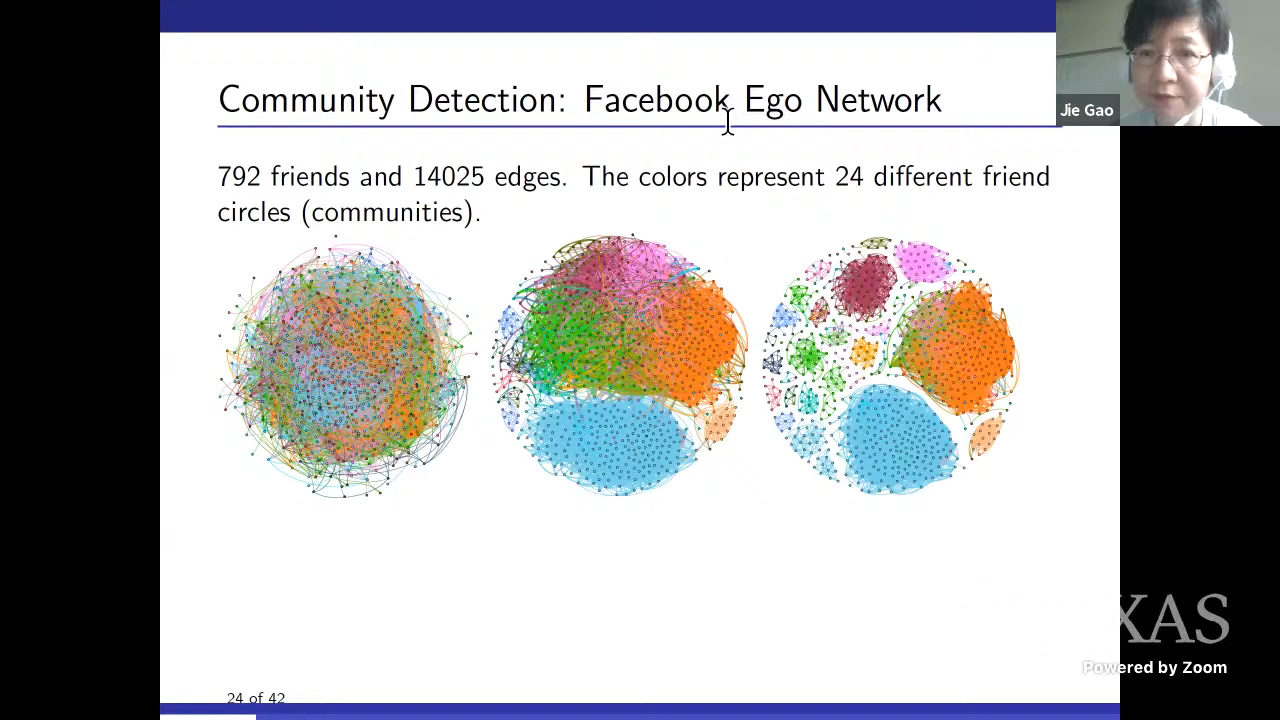 Community Detection: Facebook Ego Network
Jie Gao
792 friends and 14025 edges. The colors represent 24 different friend
circles (communities).
XAS
Powered by Zoom
24 of 42